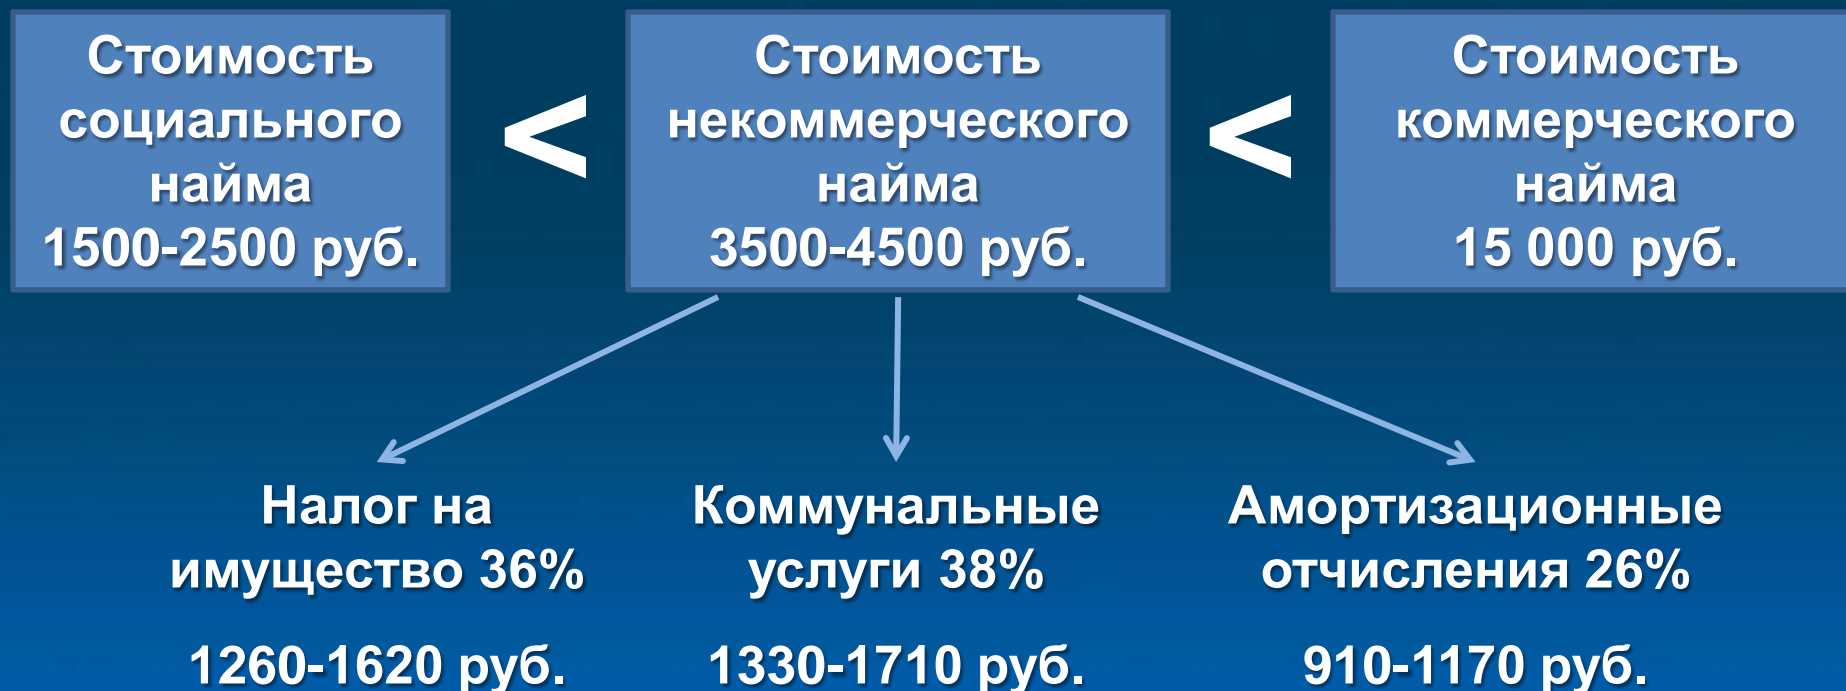 Стоимость
социального
найма
1500-2500 руб.
<
Стоимость
некоммерческого
найма
3500-4500 руб.
<
Стоимость
коммерческого
найма
15 000 руб.
Налог на
имущество 36%
1260-1620 руб.
Коммунальные
услуги 38%
1330-1710 руб.
Амортизационные
отчисления 26%
910-1170 руб.